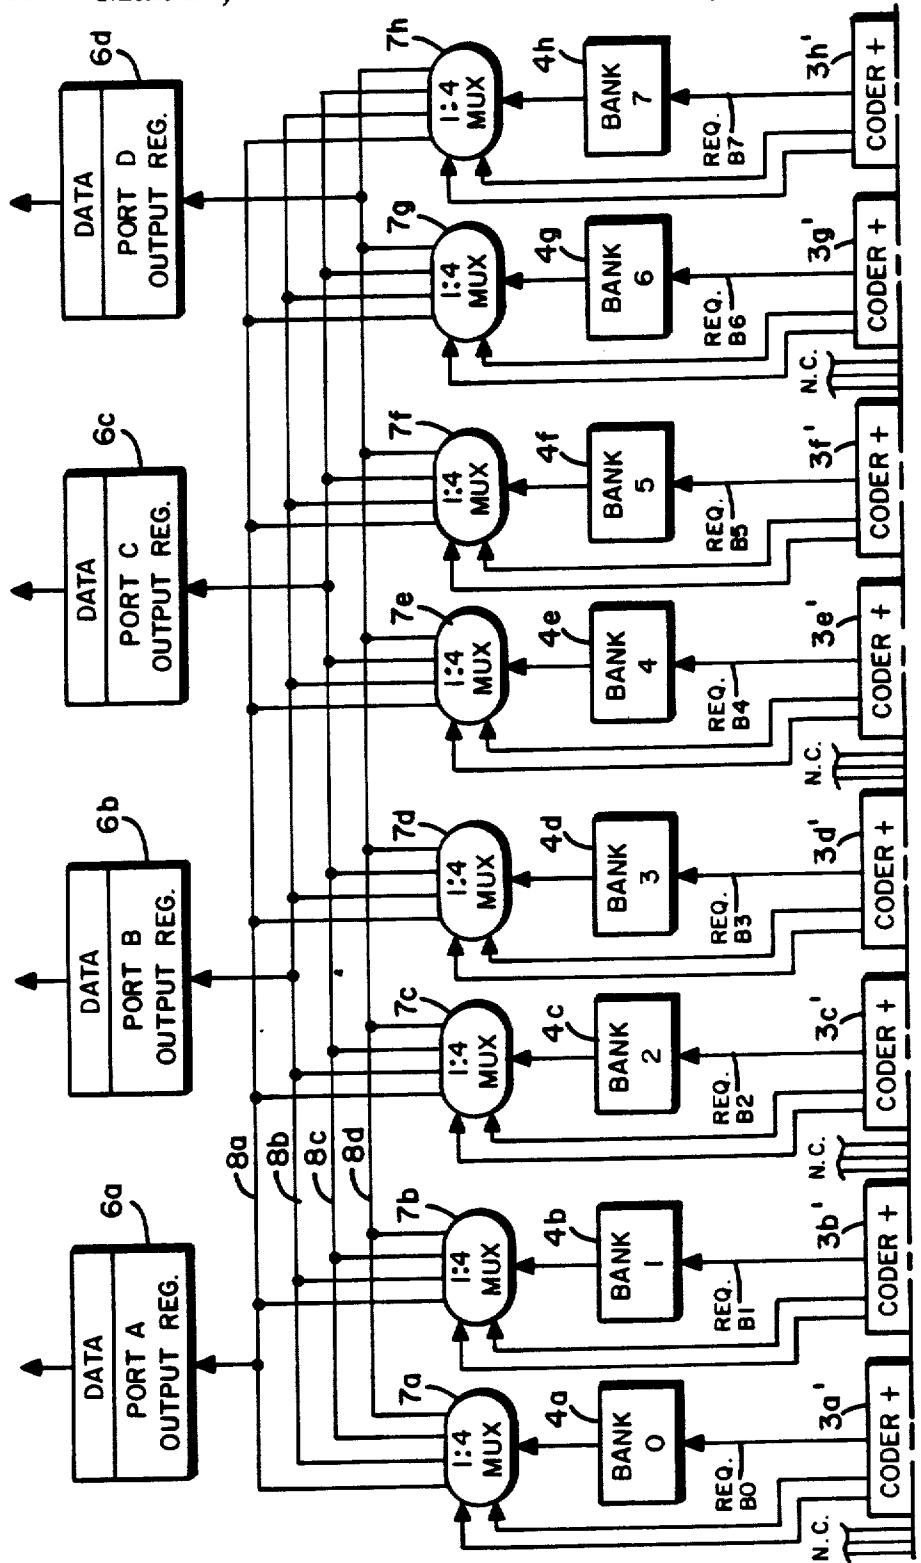 6a
6b
6c
6d
DATA
PORT A
OUTPUT REG.
DATA
PORT B
OUTPUT REG.
DATA
PORT C
OUTPUT REG.
DATA
PORT D
OUTPUT REG.
8a
8b
8c
8d
7a
7b
7c
7d
7e
7f
7g
7h
1:4
MUX
1:4
MUX
1:4
MUX
1:4
MUX
1:4
MUX
1:4
MUX
1:4
MUX
1:4
MUX
4a
4b
4c
4d
4e
4f
4g
4h
BANK
0
BANK
1
BANK
2
BANK
3
BANK
4
BANK
5
BANK
6
BANK
7
REQ.
B0
REQ.
B1
REQ.
B2
REQ.
B3
REQ.
B4
REQ.
B5
REQ.
B6
REQ.
B7
N.C.
N.C.
N.C.
N.C.
3a'
3b'
3c'
3d'
3e'
3f'
3g'
3h'
CODER +
CODER +
CODER +
CODER +
CODER +
CODER +
CODER +
CODER +